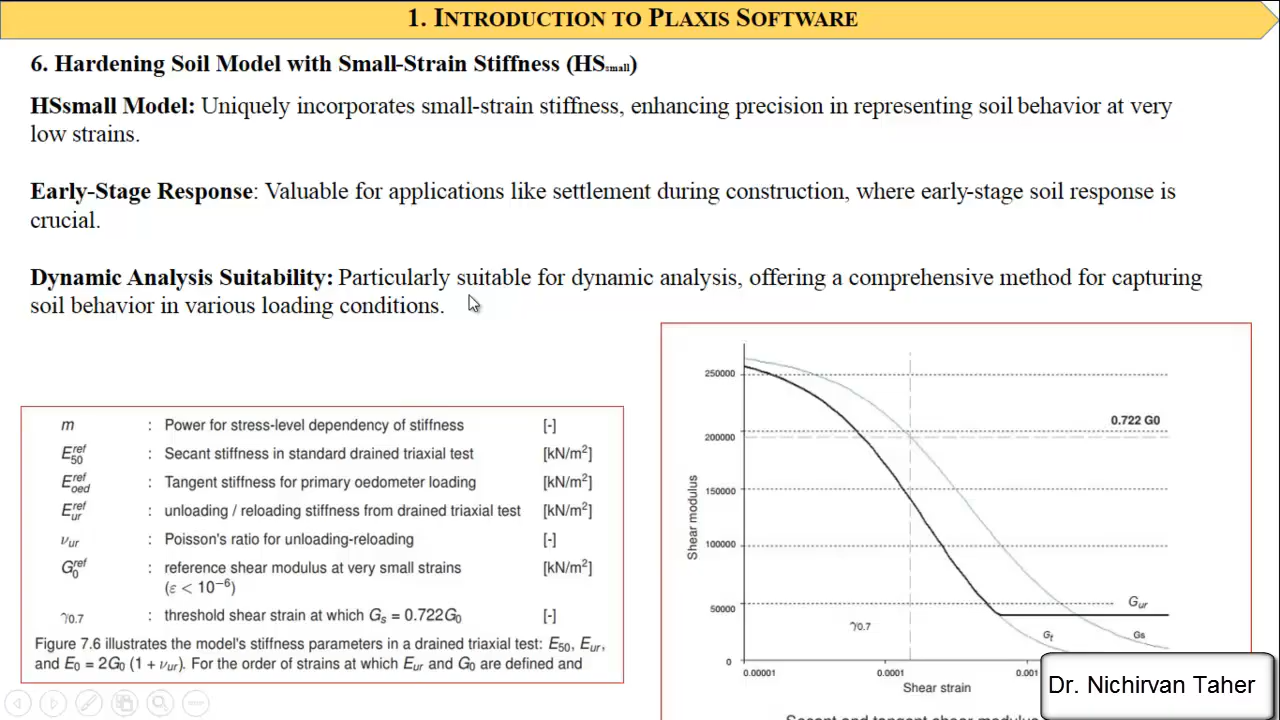 1. INTRODUCTION TO PLAXIS SOFTWARE
6. Hardening Soil Model with Small-Strain Stiffness (HSsmall)
HSsmall Model: Uniquely incorporates small-strain stiffness, enhancing precision in representing soil behavior at very
low strains.
Early-Stage Response: Valuable for applications like settlement during construction, where early-stage soil response is
crucial.
Dynamic Analysis Suitability: Particularly suitable for dynamic analysis, offering a comprehensive method for capturing
soil behavior in various loading conditions.
m : Power for stress-level dependency of stiffness [-]
E50ref : Secant stiffness in standard drained triaxial test [kN/m2]
Eoedref : Tangent stiffness for primary oedometer loading [kN/m2]
Eurref : unloading / reloading stiffness from drained triaxial test [kN/m2]
νur : Poisson's ratio for unloading-reloading [-]
G0ref : reference shear modulus at very small strains [kN/m2]
(ε < 10−6)
γ0.7 : threshold shear strain at which Gs = 0.722G0 [-]
Figure 7.6 illustrates the model's stiffness parameters in a drained triaxial test: E50, Eur,
and E0 = 2G0 (1 + νur). For the order of strains at which Eur and G0 are defined and
250000
0.722 G0
200000
150000
Shear modulus
100000
50000
Gur
γ0.7
Gt
Gs
0
0.00001
0.0001
0.001
Shear strain
Dr. Nichirvan Taher